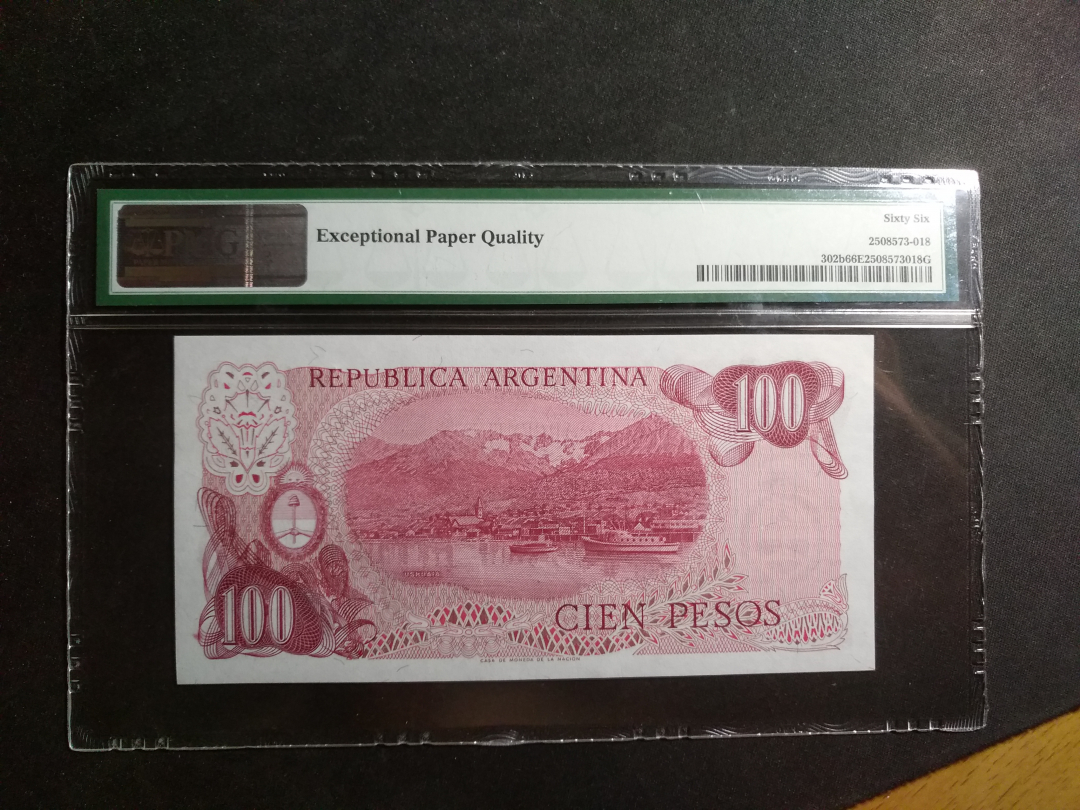 Sixty Six
Exceptional Paper Quality
2508573-018
302b66E2508573018G
REPUBLICA ARGENTINA
100
USHUAIA
100
CIEN PESOS
CASA DE MONEDA DE LA NACION